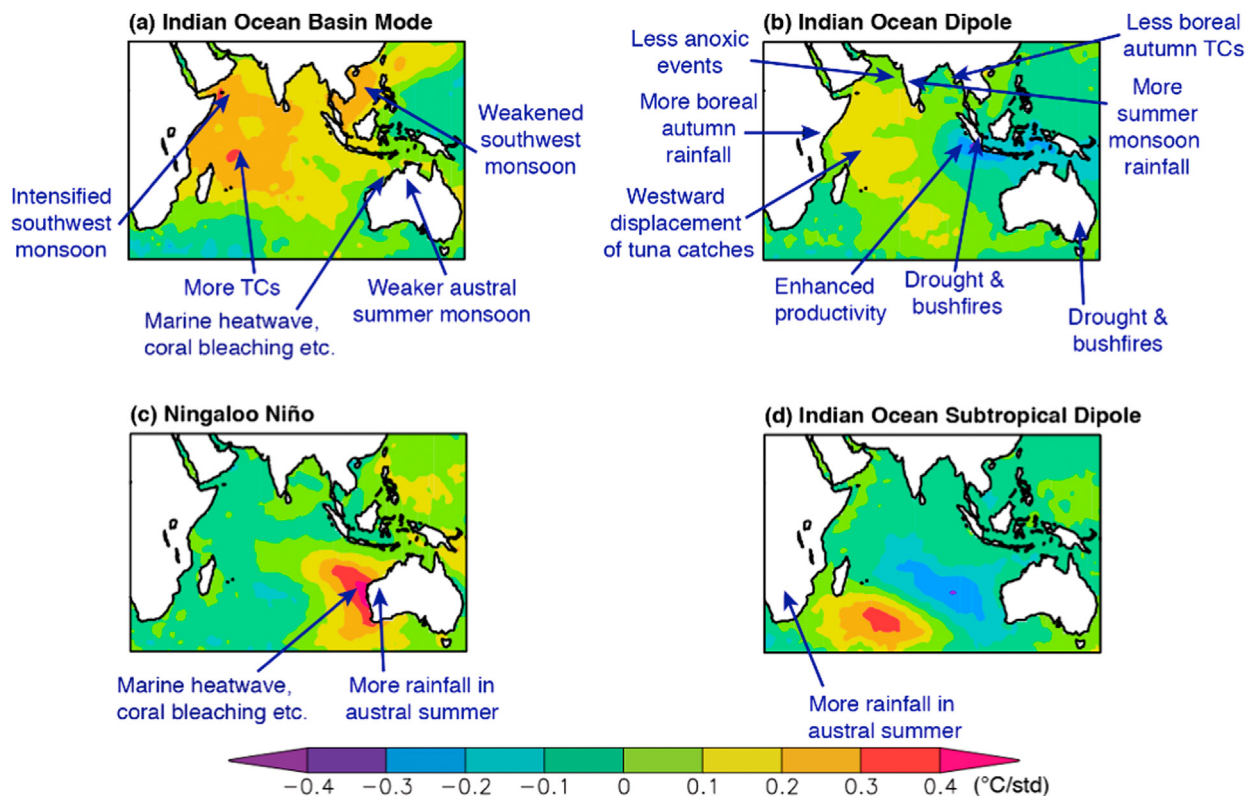 (a) Indian Ocean Basin Mode
Weakened
southwest
monsoon
Intensified
southwest
monsoon
More TCs
Marine heatwave,
coral bleaching etc.
Weaker austral
summer monsoon
(b) Indian Ocean Dipole
Less anoxic
events
Less boreal
autumn TCs
More boreal
autumn
rainfall
More
summer
monsoon
rainfall
Westward
displacement
of tuna catches
Enhanced
productivity
Drought &
bushfires
Drought &
bushfires
(c) Ningaloo Niño
Marine heatwave,
coral bleaching etc.
More rainfall in
austral summer
(d) Indian Ocean Subtropical Dipole
More rainfall in
austral summer
−0.4 −0.3 −0.2 −0.1 0 0.1 0.2 0.3 0.4 (°C/std)